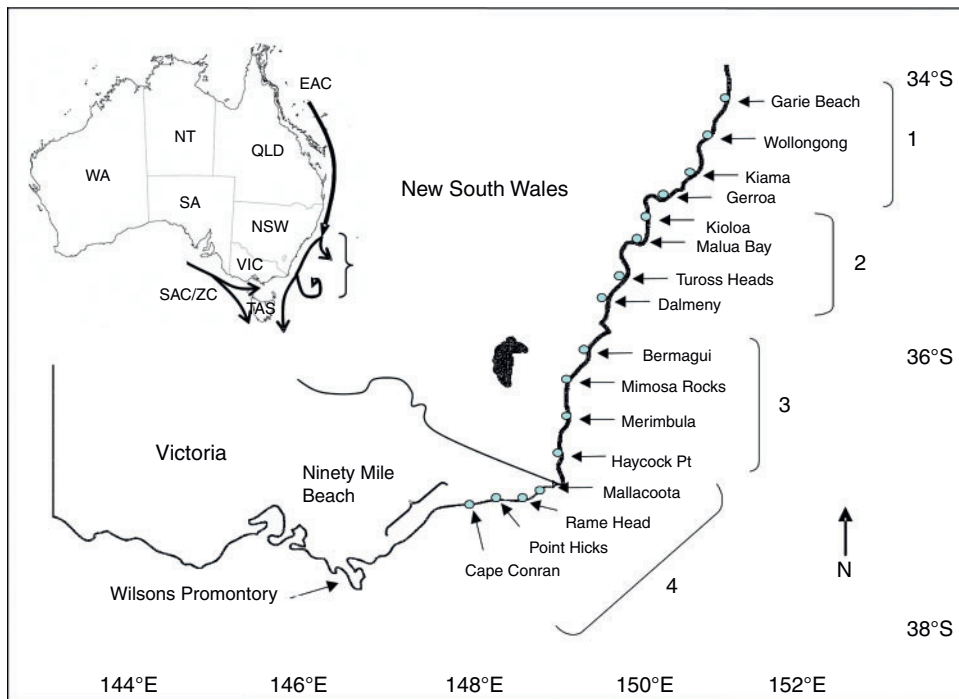 EAC
NT
QLD
WA
SA
NSW
VIC
SAC/ZC
TAS
New South Wales
34°S
Garie Beach
1
Wollongong
Kiama
Gerroa
Kioloa
Malua Bay
2
Tuross Heads
Dalmeny
36°S
Bermagui
Mimosa Rocks
3
Merimbula
Haycock Pt
Mallacoota
Victoria
Ninety Mile
Beach
Rame Head
Point Hicks
Cape Conran
4
Wilsons Promontory
N
38°S
144°E
146°E
148°E
150°E
152°E